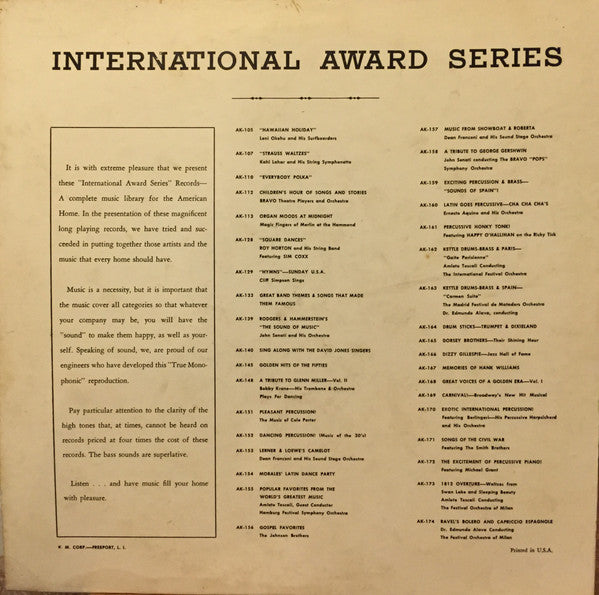 INTERNATIONAL AWARD SERIES
It is with extreme pleasure that we present
these "International Award Series" Records—
A complete music library for the American
Home. In the presentation of these magnificent
long playing records, we have tried and suc-
ceeded in putting together those artists and the
music that every home should have.
Music is a necessity, but it is important that
the music cover all categories so that whatever
your company may be, you will have the
"sound" to make them happy, as well as your-
self. Speaking of sound, we, are proud of our
engineers who have developed this "True Mono-
phonic" reproduction.
Pay particular attention to the clarity of the
high tones that, at times, cannot be heard on
records priced at four times the cost of these
records. The bass sounds are superlative.
Listen . . . and have music fill your home
with pleasure.
K. M. CORP.—FREEPORT, L. I.
AK-105 "HAWAIIAN HOLIDAY"
Leni Okehu and His Surfboarders
AK-107 "STRAUSS WALTZES"
Kohl Lehar and His String Symphonette
AK-110 "EVERYBODY POLKA"
AK-112 CHILDREN'S HOUR OF SONGS AND STORIES
BRAVO Theatre Players and Orchestra
AK-113 ORGAN MOODS AT MIDNIGHT
Magic Fingers of Merlin at the Hammond
AK-128 "SQUARE DANCES"
ROY HORTON and His String Band
Featuring SIM COXX
AK-129 "HYMNS"—SUNDAY U.S.A.
Cliff Simpson Sings
AK-132 GREAT BAND THEMES & SONGS THAT MADE
THEM FAMOUS
AK-139 RODGERS & HAMMERSTEIN'S
"THE SOUND OF MUSIC"
John Senati and His Orchestra
AK-140 SING ALONG WITH THE DAVID JONES SINGERS
AK-145 GOLDEN HITS OF THE FIFTIES
AK-148 A TRIBUTE TO GLENN MILLER—Vol. II
Bobby Krane—His Trombone & Orchestra
Plays For Dancing
AK-151 PLEASANT PERCUSSION!
The Music of Cole Porter
AK-152 DANCING PERCUSSION! (Music of the 30's)
AK-153 LERNER & LOEWE'S CAMELOT
Dean Franconi and His Sound Stage Orchestra
AK-154 MORALES' LATIN DANCE PARTY
AK-155 POPULAR FAVORITES FROM THE
WORLD'S GREATEST MUSIC
Amiste Touscli, Guest Conductor
Hamburg Festival Symphony Orchestra
AK-156 GOSPEL FAVORITES
The Johnson Brothers
AK-157 MUSIC FROM SHOWBOAT & ROBERTA
Dean Franconi and His Sound Stage Orchestra
AK-158 A TRIBUTE TO GEORGE GERSHWIN
John Senati conducting The BRAVO "POPS"
Symphony Orchestra
AK-159 EXCITING PERCUSSION & BRASS—
"SOUNDS OF SPAIN"!
AK-160 LATIN GOES PERCUSSIVE—CHA CHA CHA'S
Ernesto Aquino and His Orchestra
AK-161 PERCUSSIVE HONKY TONK!
Featuring HAPPY O'HALLIHAN on the Ricky Tick
AK-162 KETTLE DRUMS-BRASS & PARIS—
"Gaite Parisienne"
Amiste Touscli Conducting
The International Festival Orchestra
AK-163 KETTLE DRUMS-BRASS & SPAIN—
"Carmen Suite"
The Madrid Festival de Matadors Orchestra
Dr. Edmundo Aleva, conducting
AK-164 DRUM STICKS—TRUMPET & DIXIELAND
AK-165 DORSEY BROTHERS—Their Shining Hour
AK-166 DIZZY GILLESPIE—Jazz Hall of Fame
AK-167 MEMORIES OF HANK WILLIAMS
AK-168 GREAT VOICES OF A GOLDEN ERA—Vol. I
AK-169 CARNIVAL!—Broadway's New Hit Musical
AK-170 EXOTIC INTERNATIONAL PERCUSSION!
Featuring Berlingeri—His Percussive Harpsichord
and His Orchestra
AK-171 SONGS OF THE CIVIL WAR
Featuring The Smith Brothers
AK-172 THE EXCITEMENT OF PERCUSSIVE PIANO!
Featuring Michael Grant
AK-173 1812 OVERTURE—Waltzes from
Swan Lake and Sleeping Beauty
Amiste Touscli Conducting
The Festival Orchestra of Milan
AK-174 RAVEL'S BOLERO AND CAPRICCIO ESPAGNOLE
Dr. Edmundo Aleva Conducting
The Festival Orchestra of Milan
Printed in U.S.A.